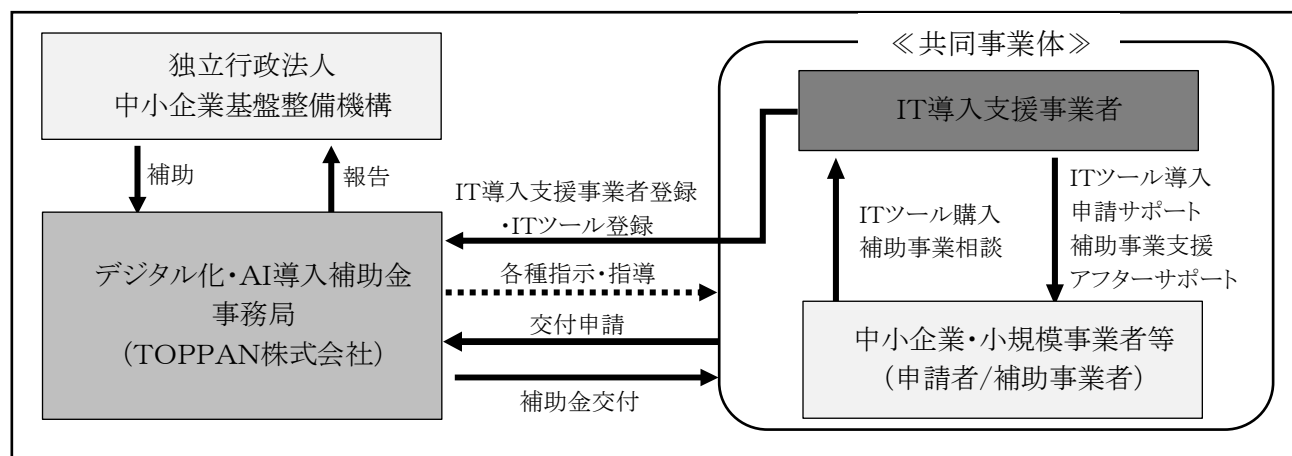 独立行政法人
中小企業基盤整備機構
補助
報告
デジタル化・AI導入補助金
事務局
(TOPPAN株式会社)
IT導入支援事業者登録
・ITツール登録
各種指示・指導
交付申請
補助金交付
≪共同事業体≫
IT導入支援事業者
ITツール購入
補助事業相談
ITツール導入
申請サポート
補助事業支援
アフターサポート
中小企業・小規模事業者等
(申請者/補助事業者)